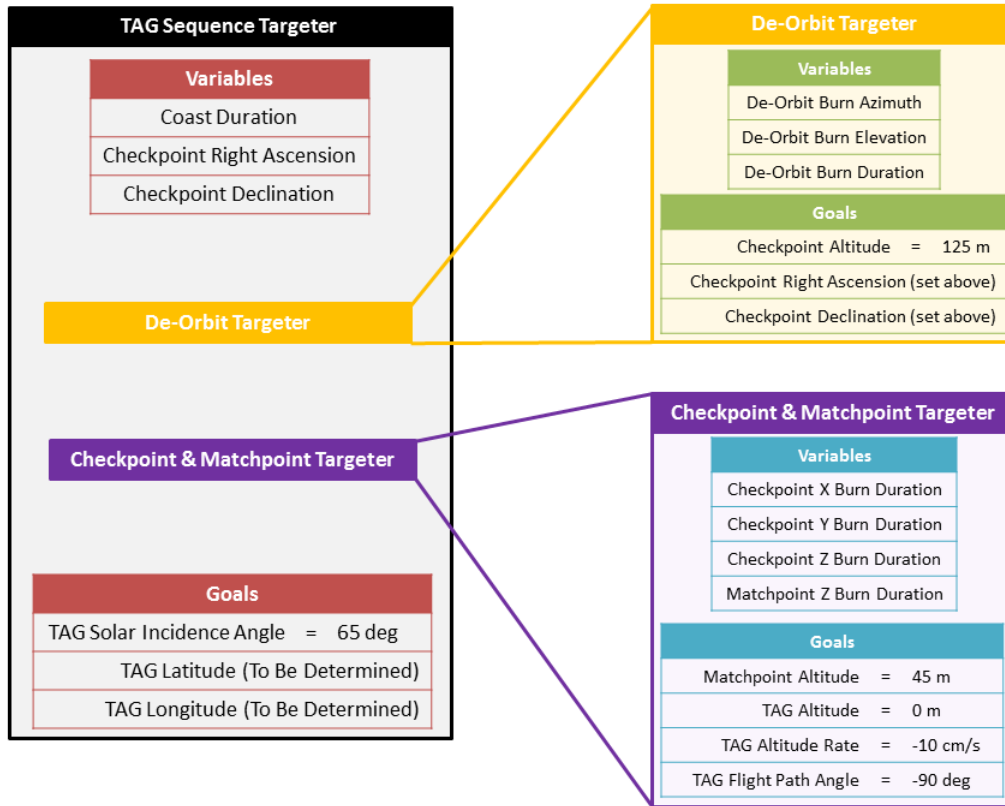 TAG Sequence Targeter
Variables
Coast Duration
Checkpoint Right Ascension
Checkpoint Declination
De-Orbit Targeter
Checkpoint & Matchpoint Targeter
Goals
TAG Solar Incidence Angle = 65 deg
TAG Latitude (To Be Determined)
TAG Longitude (To Be Determined)
De-Orbit Targeter
Variables
De-Orbit Burn Azimuth
De-Orbit Burn Elevation
De-Orbit Burn Duration
Goals
Checkpoint Altitude = 125 m
Checkpoint Right Ascension (set above)
Checkpoint Declination (set above)
Checkpoint & Matchpoint Targeter
Variables
Checkpoint X Burn Duration
Checkpoint Y Burn Duration
Checkpoint Z Burn Duration
Matchpoint Z Burn Duration
Goals
Matchpoint Altitude = 45 m
TAG Altitude = 0 m
TAG Altitude Rate = -10 cm/s
TAG Flight Path Angle = -90 deg